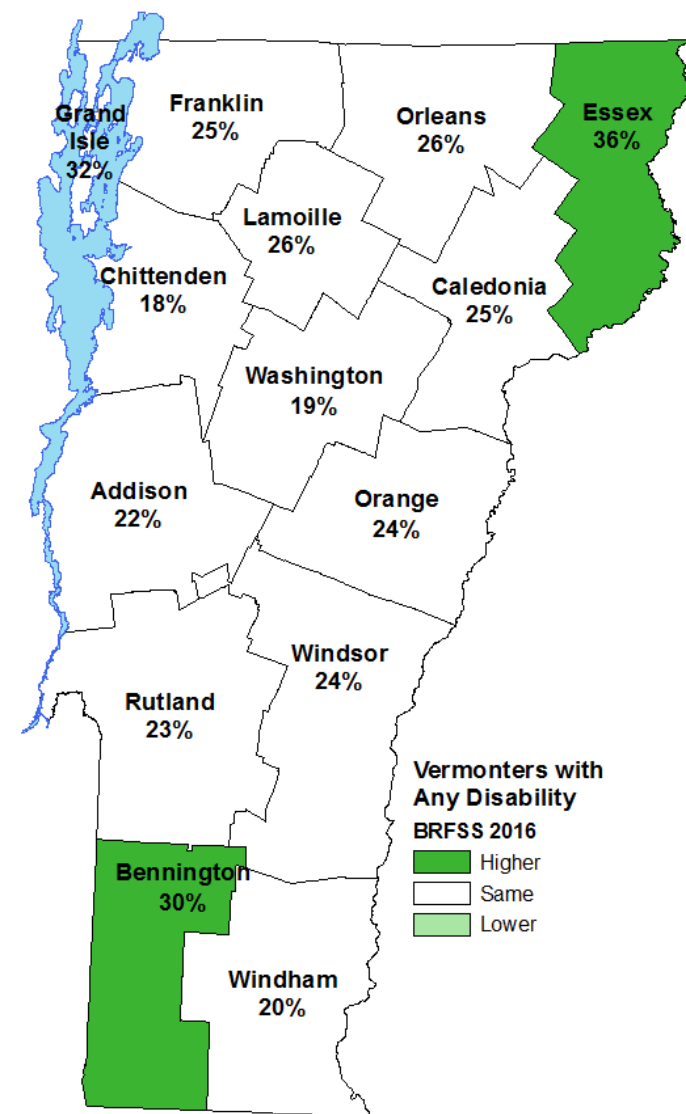 Franklin
25%
Orleans
26%
Essex
36%
Grand
Isle
32%
Lamoille
26%
Chittenden
18%
Caledonia
25%
Washington
19%
Addison
22%
Orange
24%
Windsor
24%
Rutland
23%
Bennington
30%
Windham
20%
Vermonters with
Any Disability
BRFSS 2016
Higher
Same
Lower